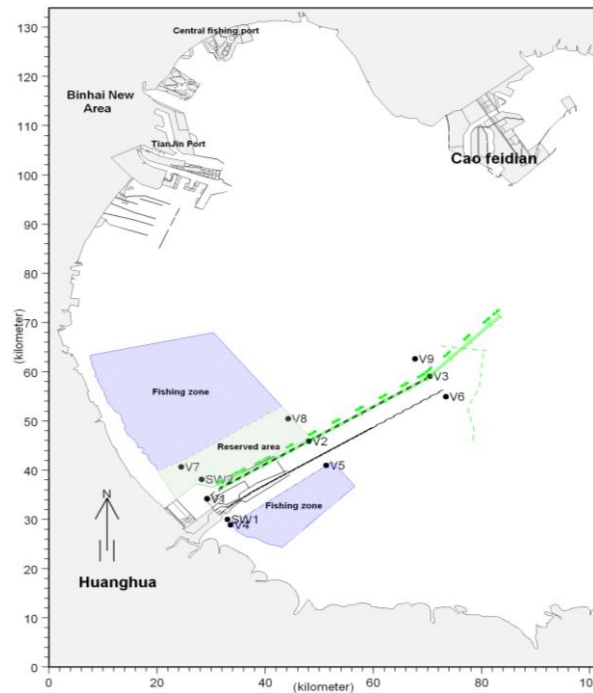 130
120
110
100
90
80
70
60
50
40
30
20
10
0
(kilometer)
0
20
40
60
80
100
(kilometer)
Central fishing port
Binhai New
Area
TianJin Port
Cao feidian
V9
V3
V6
Fishing zone
V8
Reserved area
V2
V7
SW2
V5
V1
Fishing zone
SW1
V4
N
Huanghua